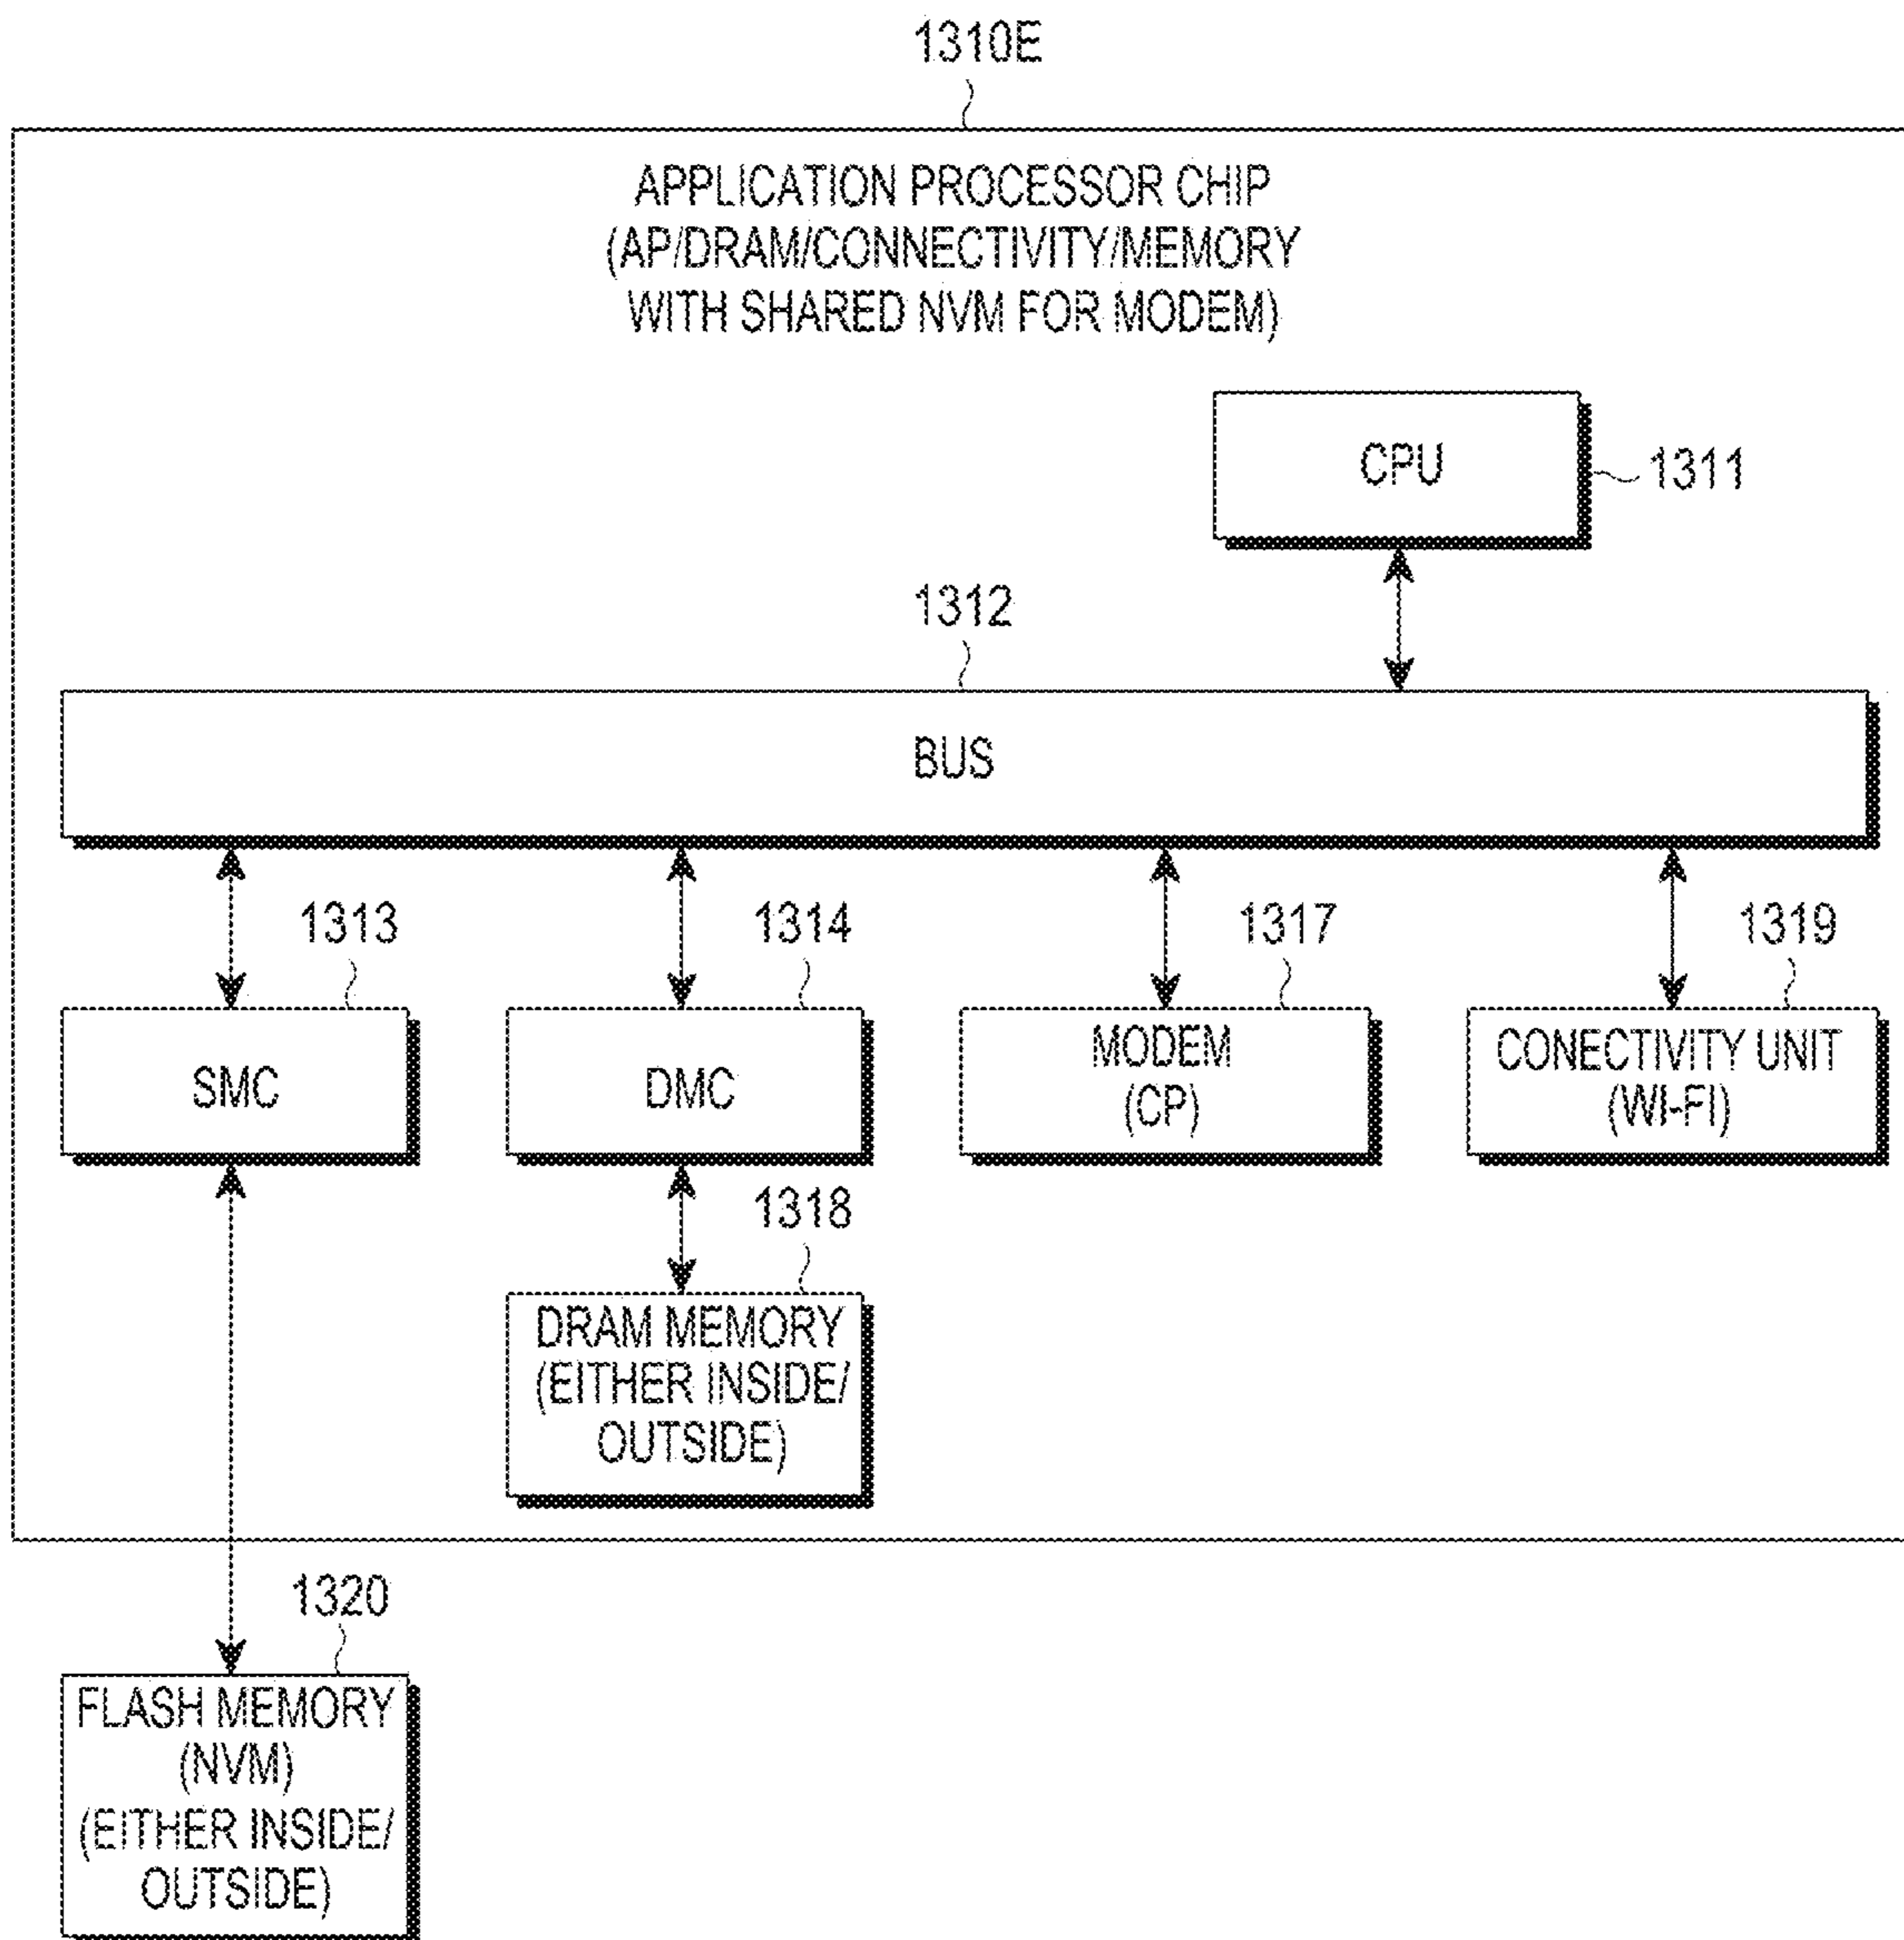 1310E
APPLICATION PROCESSOR CHIP
(AP/DRAM/CONNECTIVITY/MEMORY
WITH SHARED NVM FOR MODEM)
CPU
1311
1312
BUS
1313
1314
1317
1319
SMC
DMC
MODEM
(CP)
CONECTIVITY UNIT
(WI-FI)
1318
DRAM MEMORY
(EITHER INSIDE/
OUTSIDE)
1320
FLASH MEMORY
(NVM)
(EITHER INSIDE/
OUTSIDE)